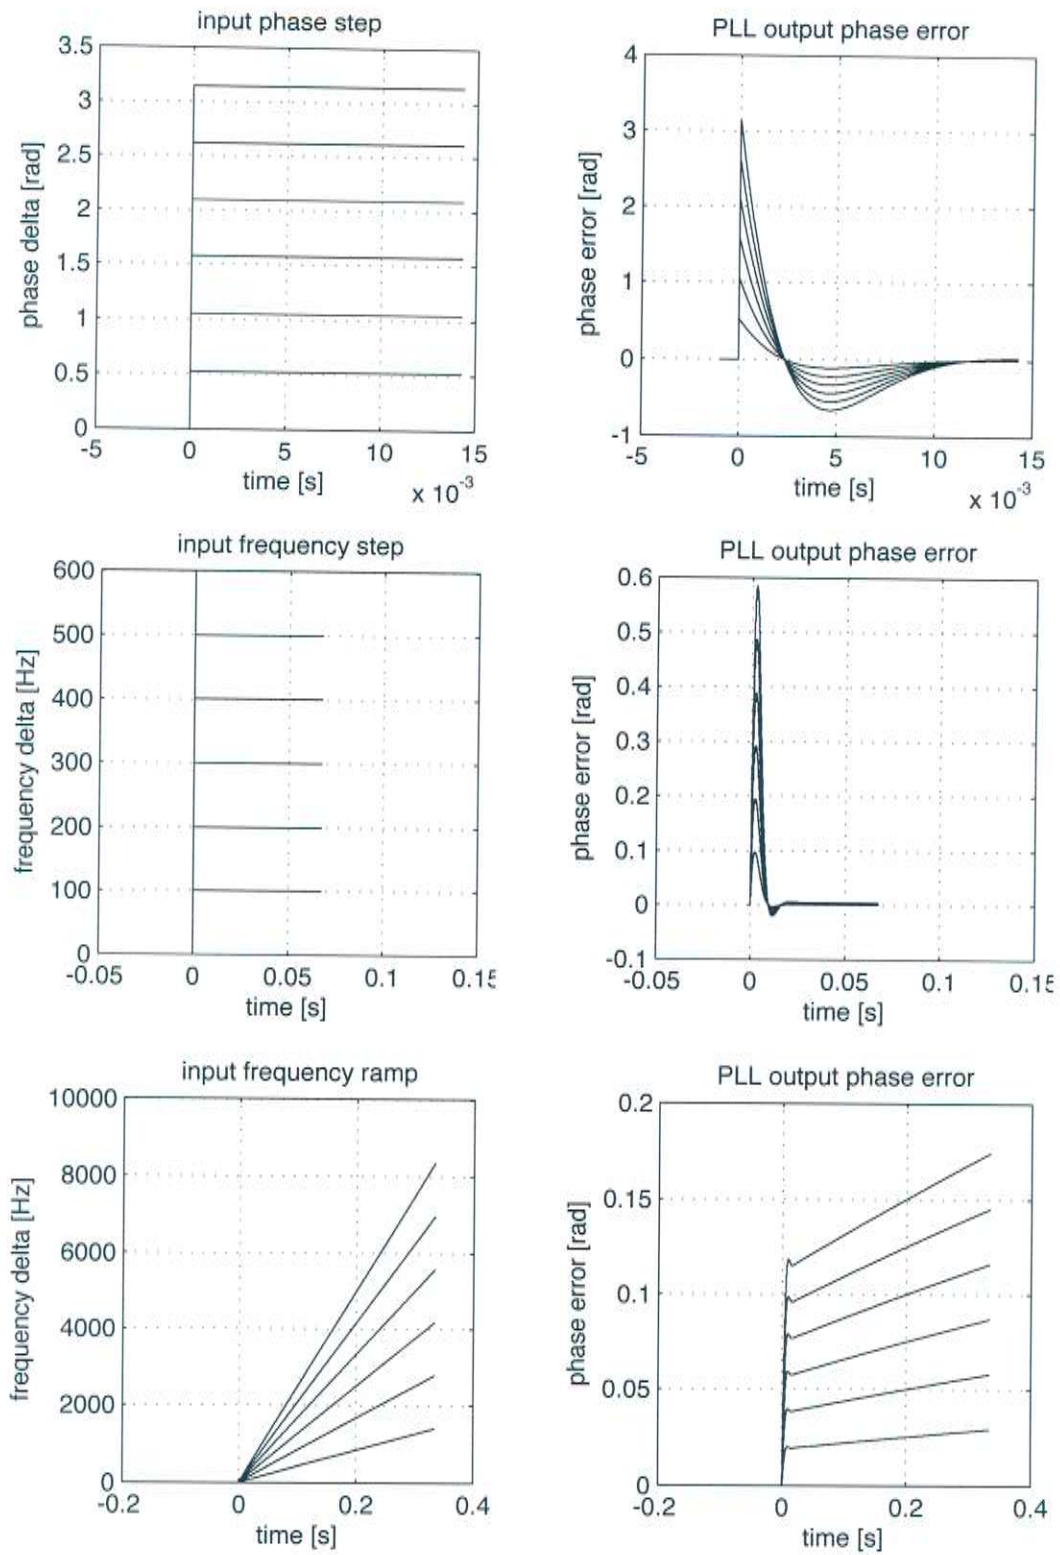 input phase step
3.5
3
2.5
2
1.5
1
0.5
0
phase delta [rad]
-5 0 5 10 15
time [s]
x 10-3
PLL output phase error
4
3
2
1
0
-1
phase error [rad]
-5 0 5 10 15
time [s]
x 10-3
input frequency step
600
500
400
300
200
100
0
frequency delta [Hz]
-0.05 0 0.05 0.1 0.15
time [s]
PLL output phase error
0.6
0.5
0.4
0.3
0.2
0.1
0
-0.1
phase error [rad]
-0.05 0 0.05 0.1 0.15
time [s]
input frequency ramp
10000
8000
6000
4000
2000
0
frequency delta [Hz]
-0.2 0 0.2 0.4
time [s]
PLL output phase error
0.2
0.15
0.1
0.05
0
phase error [rad]
-0.2 0 0.2 0.4
time [s]